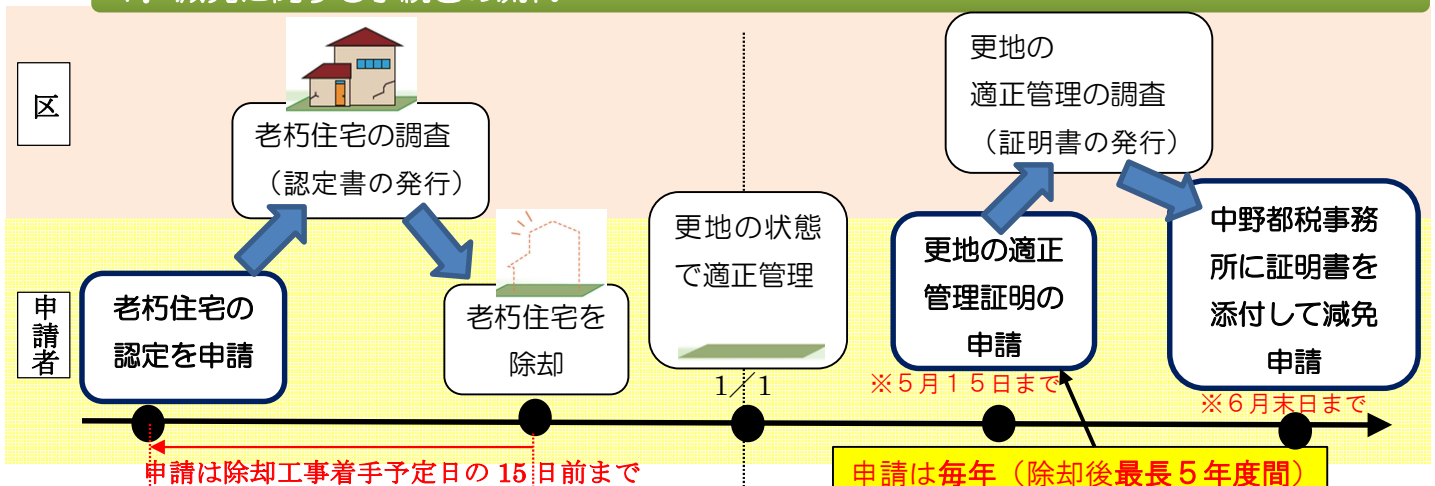 区
老朽住宅の調査
（認定書の発行）
更地の
適正管理の調査
（証明書の発行）
申請者
老朽住宅の
認定を申請
老朽住宅を
除却
更地の状態
で適正管理
1／1
更地の適正
管理証明の
申請
※５月１５日まで
中野都税事務
所に証明書を
添付して減免
申請
※６月末日まで
申請は除却工事着手予定日の 15 日前まで
申請は毎年（除却後最長５年度間）